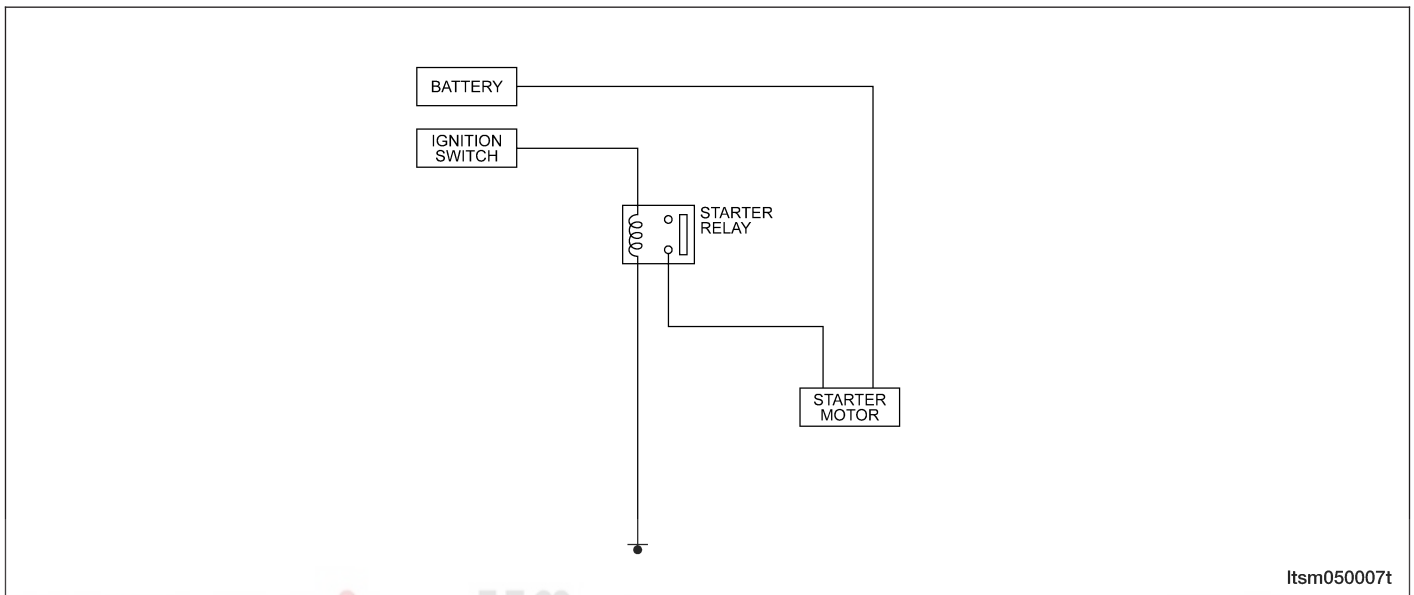 BATTERY
IGNITION
SWITCH
STARTER
RELAY
STARTER
MOTOR
ltsm050007t